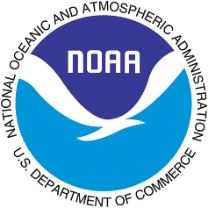 NATIONAL OCEANIC AND ATMOSPHERIC ADMINISTRATION
NOAA
U.S. DEPARTMENT OF COMMERCE